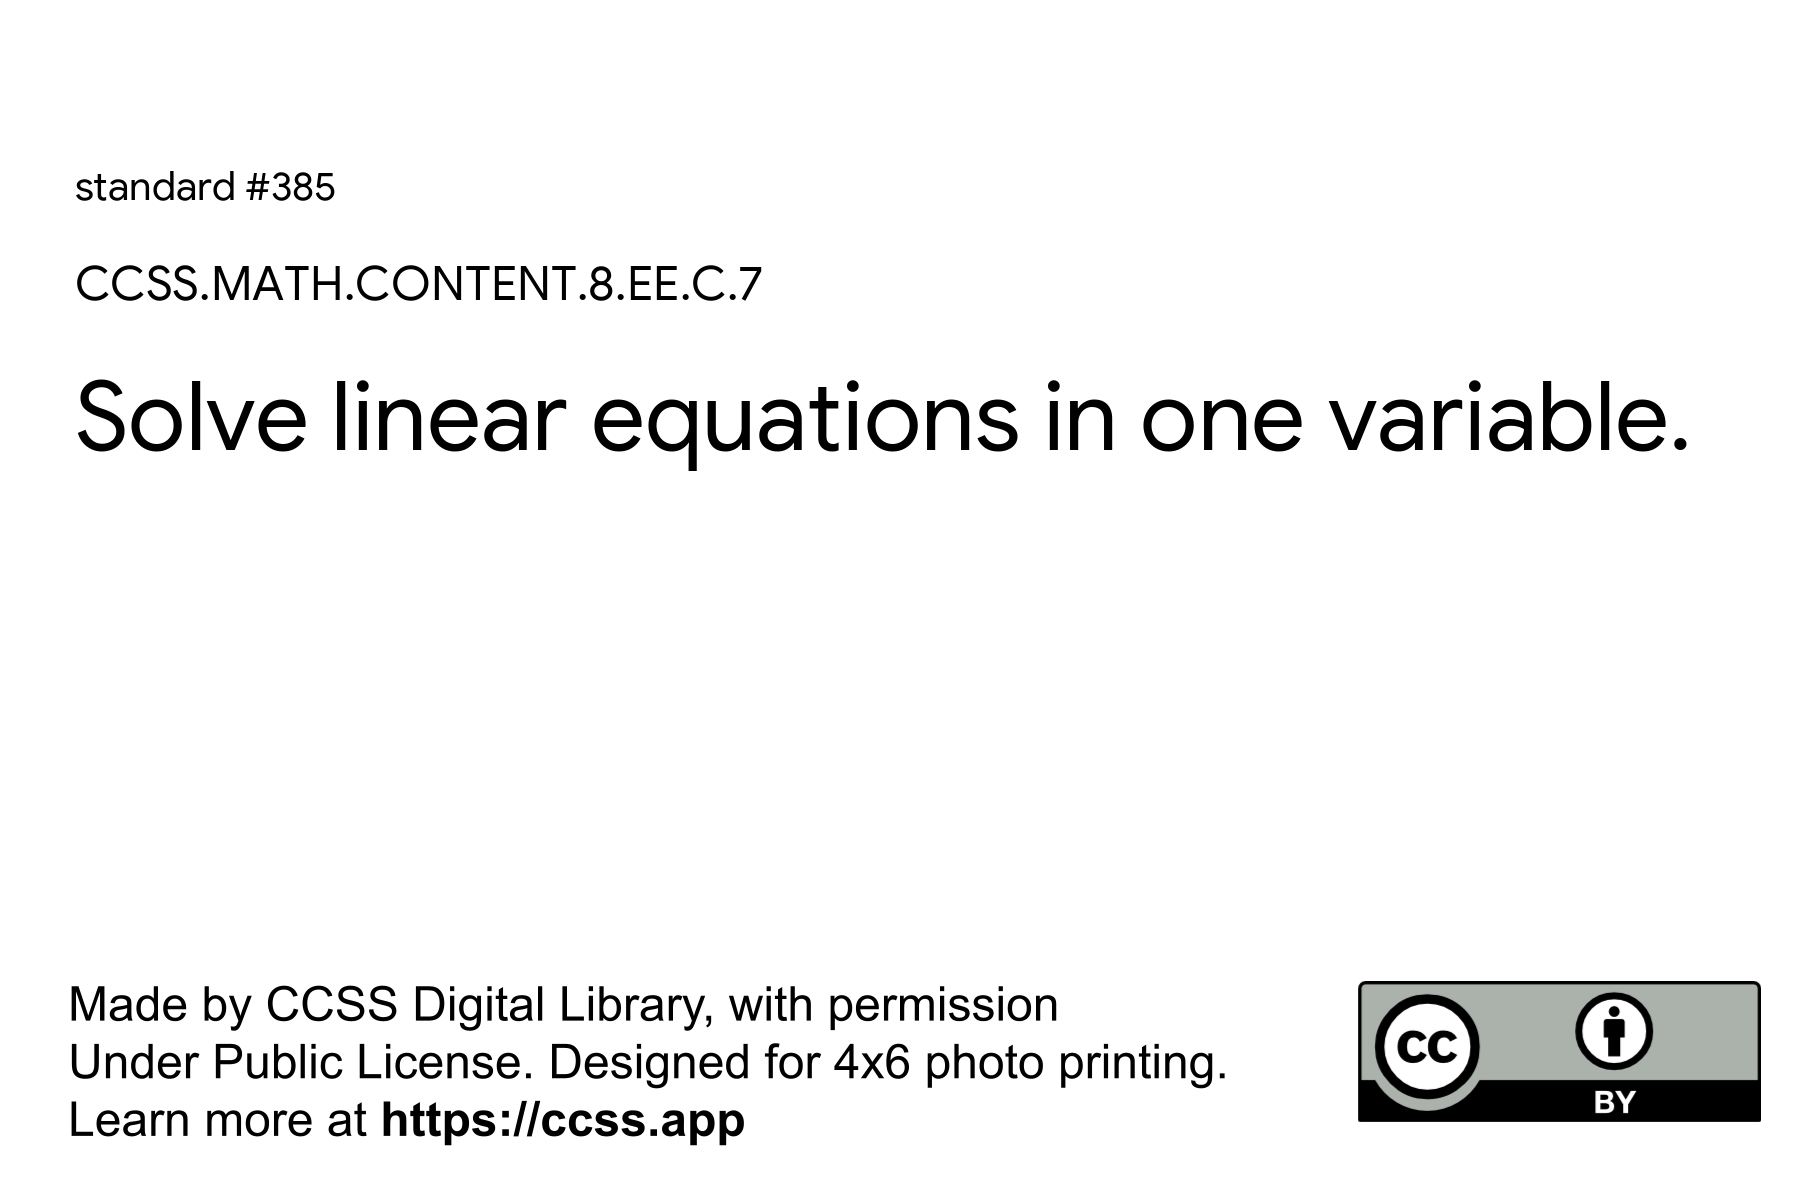 standard #385
CCSS.MATH.CONTENT.8.EE.C.7
Solve linear equations in one variable.
Made by CCSS Digital Library, with permission
Under Public License. Designed for 4x6 photo printing.
Learn more at https://ccss.app
cc
BY